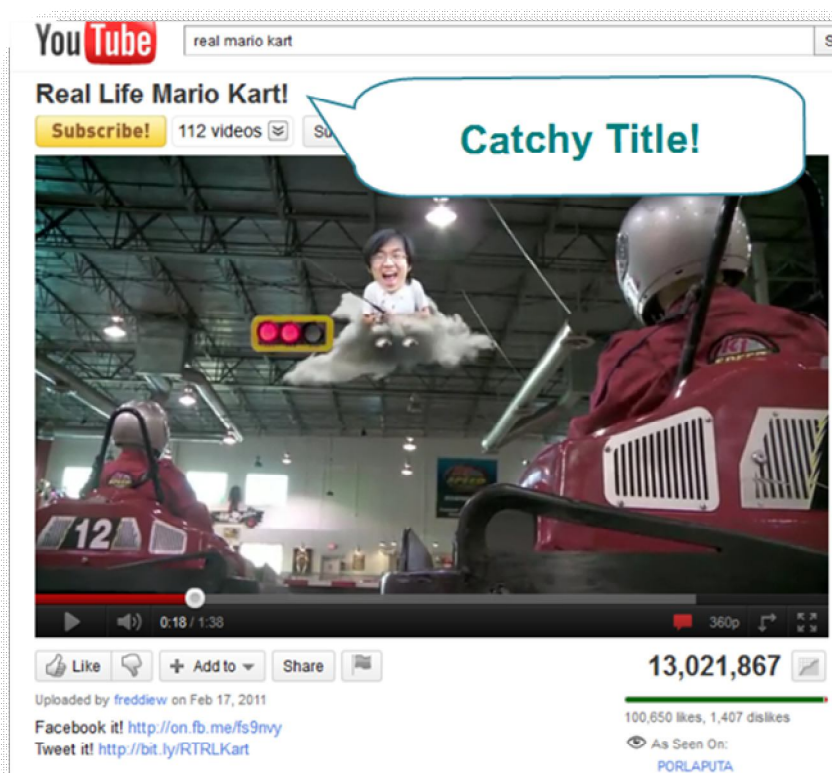 YouTube
real mario kart
S
Real Life Mario Kart!
Subscribe!
112 videos
Su
Catchy Title!
SPEED
12
0:18 / 1:38
360p
Like
+ Add to
Share
13,021,867
Uploaded by freddiew on Feb 17, 2011
100,650 likes, 1,407 dislikes
Facebook it! http://on.fb.me/fs9nvy
As Seen On:
Tweet it! http://bit.ly/RTRLKart
PORLAPUTA